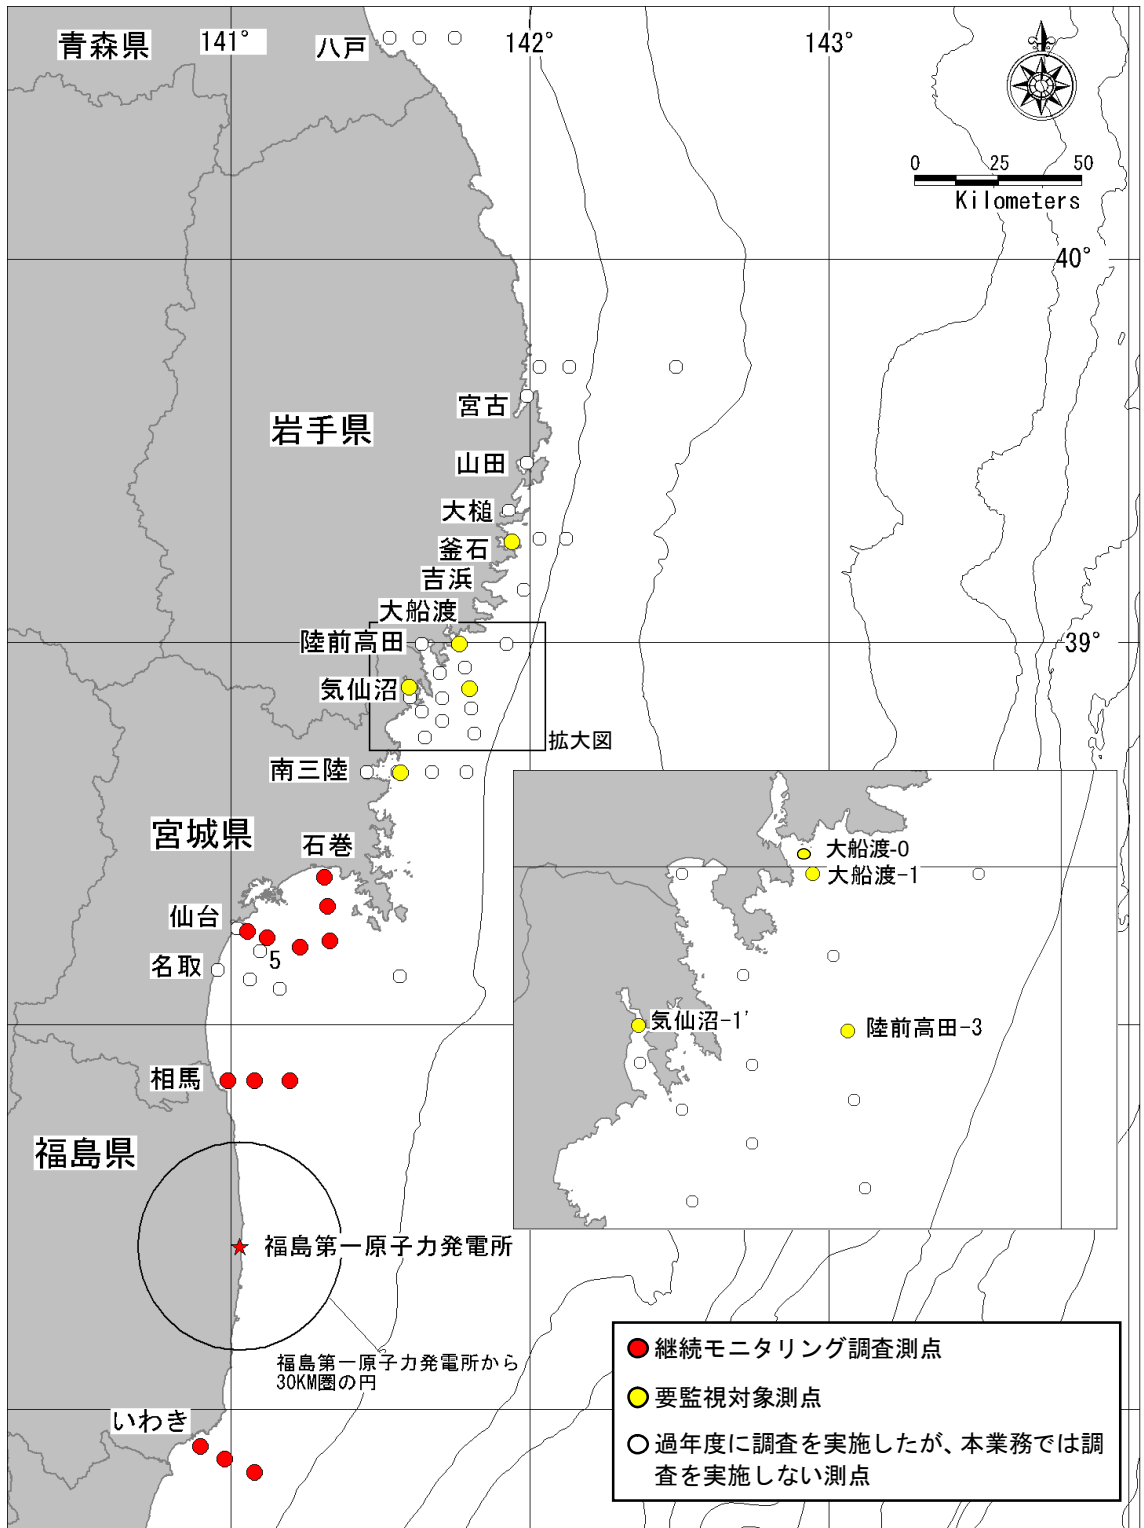 青森県
141°
八戸
142°
143°
0 25 50
Kilometers
40°
宮古
岩手県
山田
大槌
釜石
吉浜
大船渡
陸前高田
39°
気仙沼
拡大図
南三陸
宮城県
石巻
大船渡-0
大船渡-1
仙台
5
名取
気仙沼-1'
陸前高田-3
相馬
福島県
福島第一原子力発電所
福島第一原子力発電所から
30KM圏の円
いわき
継続モニタリング調査測点
要監視対象測点
過年度に調査を実施したが、本業務では調
査を実施しない測点